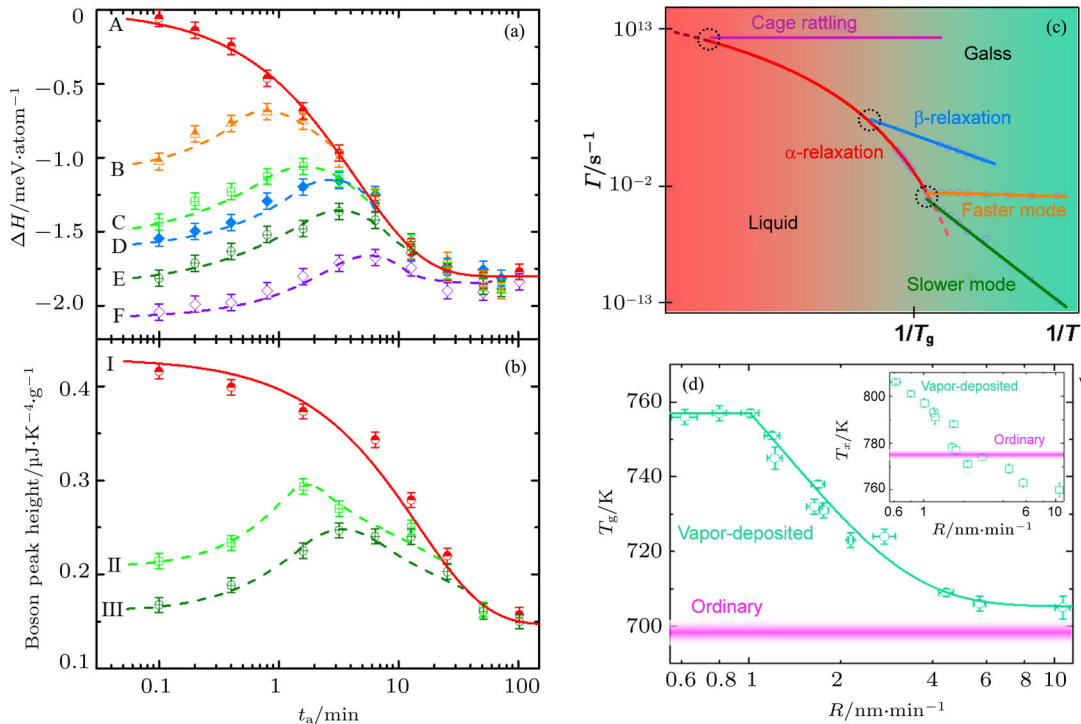 A
(a)
0
−0.5
−1.0
−1.5
−2.0
ΔH/meV·atom⁻¹
B
C
D
E
F
I
(b)
0.4
0.3
0.2
0.1
Boson peak height/µJ·K⁻⁴·g⁻¹
II
III
0.1
1
10
100
tₐ/min
(c)
10¹³
10⁻²
10⁻¹³
Γ/s⁻¹
Cage rattling
Galss
β-relaxation
α-relaxation
Faster mode
Liquid
Slower mode
1/Tg
1/T
(d)
760
740
720
700
Tg/K
Vapor-deposited
Ordinary
0.6
0.8
1
2
4
6
8
10
R/nm·min⁻¹
Vapor-deposited
800
790
775
760
Tₓ/K
Ordinary
0.6
1
6
10
R/nm·min⁻¹